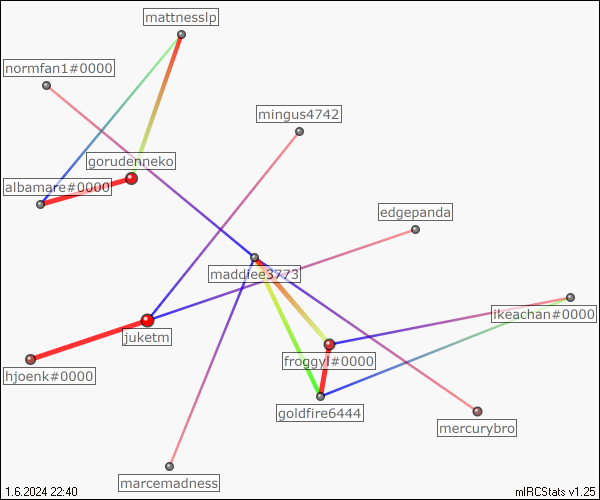 mattnesslp
normfan1#0000
mingus4742
gorudenneko
albamare#0000
edgepanda
maddiee3773
ikeachan#0000
juketm
froggyl#0000
hjoenk#0000
goldfire6444
mercurybro
marcemadness
1.6.2024 22:40
mIRCStats v1.25